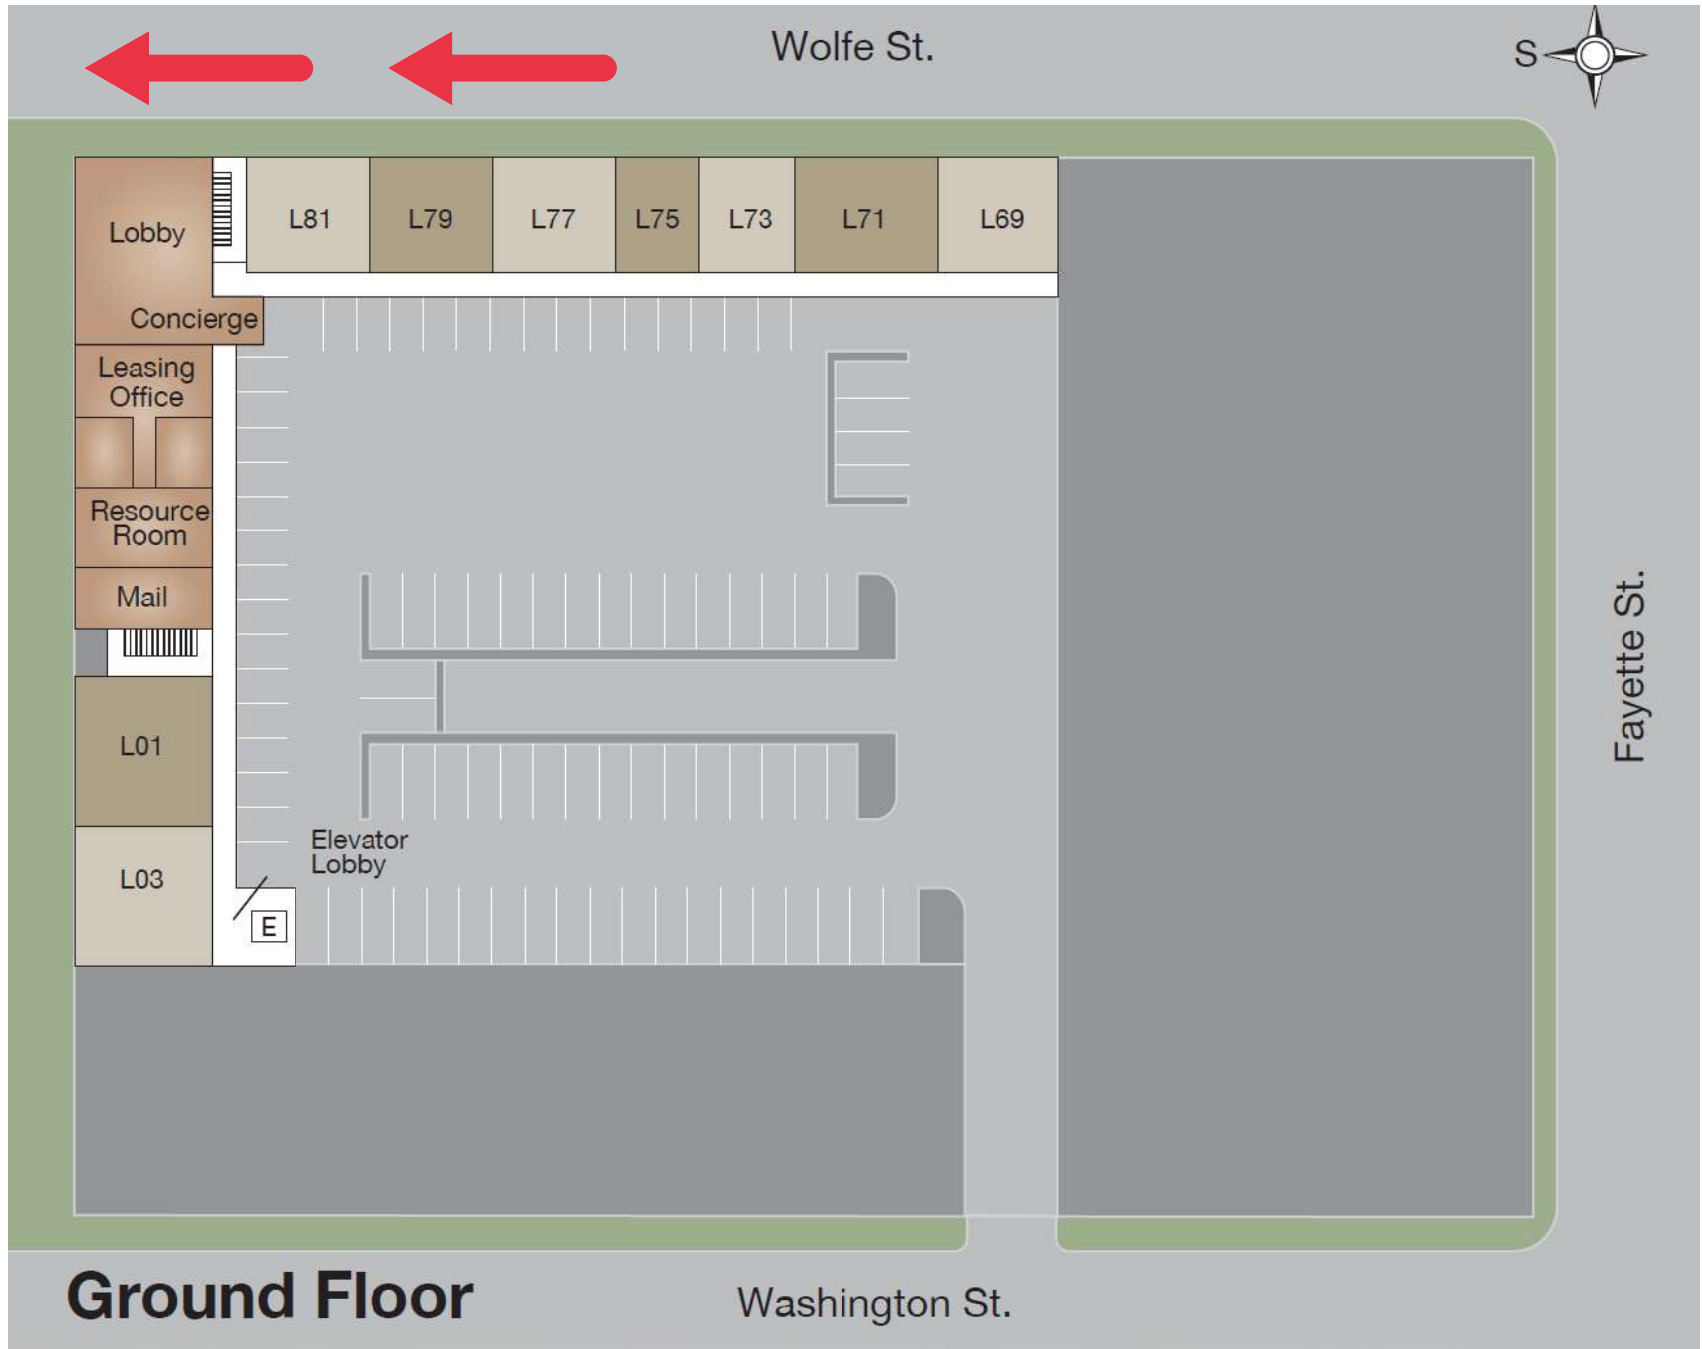 Wolfe St.
S
Lobby
L81
L79
L77
L75
L73
L71
L69
Concierge
Leasing
Office
Resource
Room
Mail
L01
L03
Elevator
Lobby
E
Fayette St.
Ground Floor
Washington St.